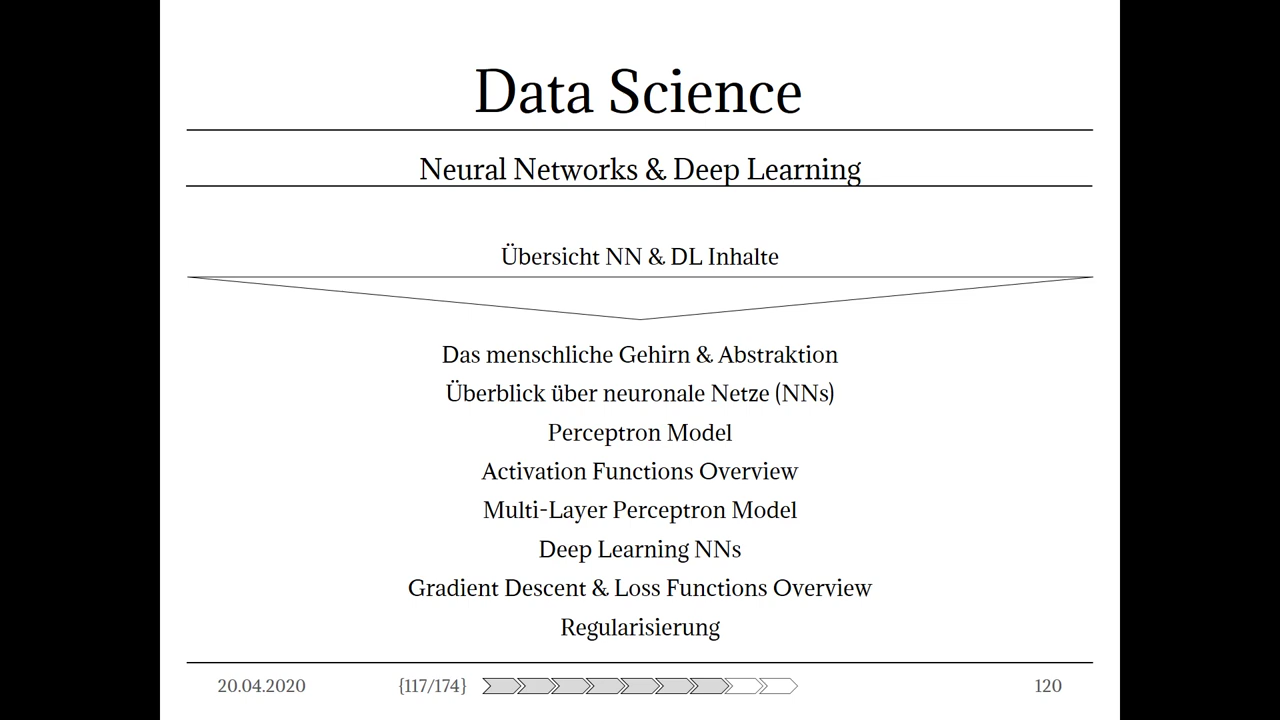 Data Science
Neural Networks & Deep Learning
Übersicht NN & DL Inhalte
Das menschliche Gehirn & Abstraktion
Überblick über neuronale Netze (NNs)
Perceptron Model
Activation Functions Overview
Multi-Layer Perceptron Model
Deep Learning NNs
Gradient Descent & Loss Functions Overview
Regularisierung
20.04.2020 {117/174} 120